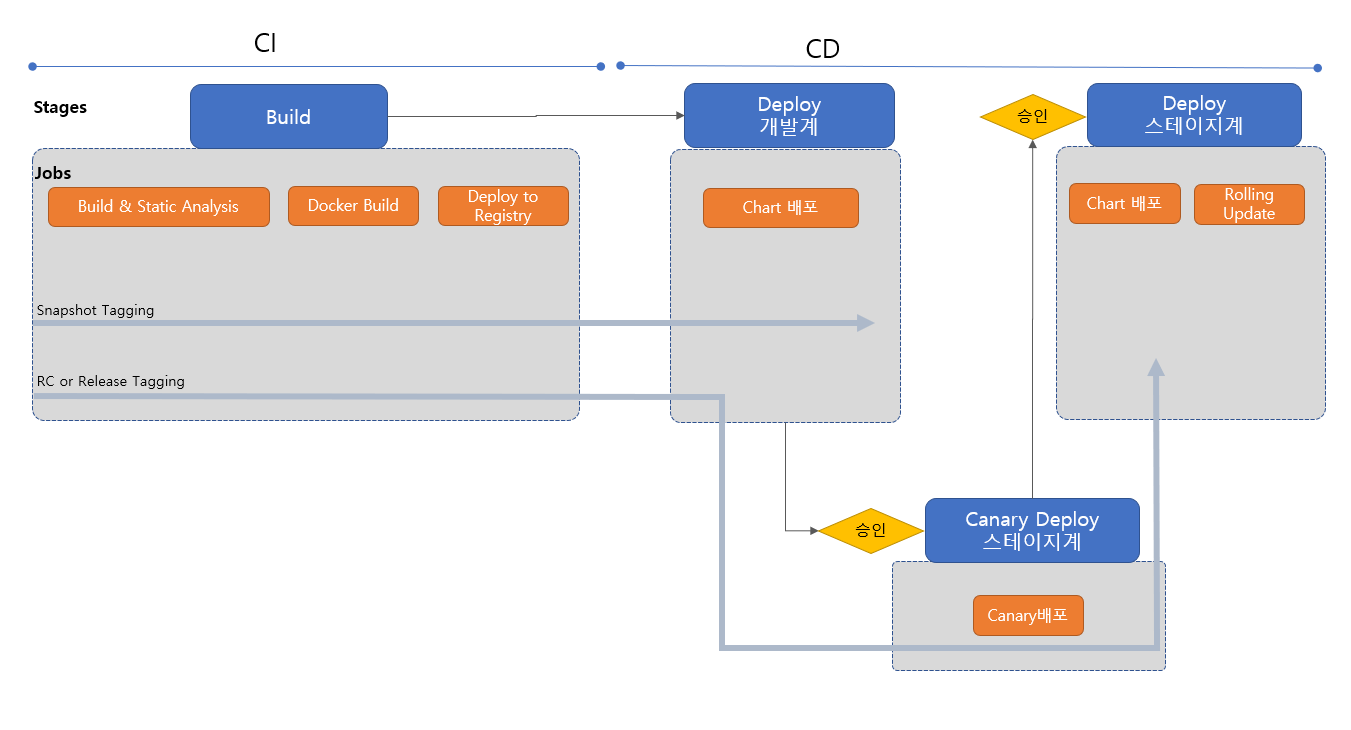 CI
CD
Stages
Build
Deploy
개발계
승인
Deploy
스테이지계
Jobs
Build & Static Analysis
Docker Build
Deploy to
Registry
Chart 배포
Chart 배포
Rolling
Update
Snapshot Tagging
RC or Release Tagging
승인
Canary Deploy
스테이지계
Canary배포